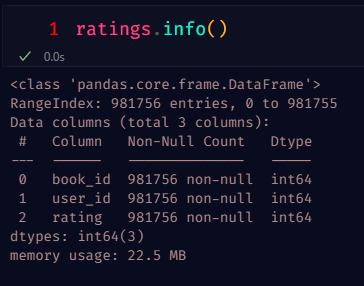 1 ratings.info()
0.0s
<class 'pandas.core.frame.DataFrame'>
RangeIndex: 981756 entries, 0 to 981755
Data columns (total 3 columns):
 #   Column   Non-Null Count   Dtype
---  ------   --------------   -----
 0   book_id  981756 non-null  int64
 1   user_id  981756 non-null  int64
 2   rating   981756 non-null  int64
dtypes: int64(3)
memory usage: 22.5 MB